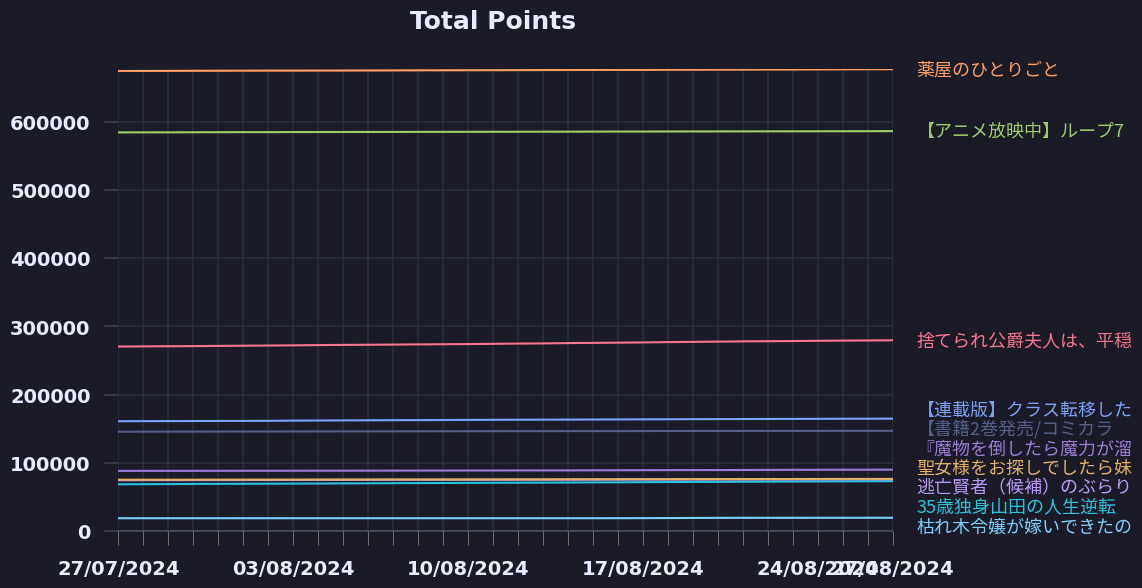 Total Points
薬屋のひとりごと
600000
【アニメ放映中】ループ7
500000
400000
300000
捨てられ公爵夫人は、平穏
200000
【連載版】クラス転移した
【書籍2巻発売/コミカラ
『魔物を倒したら魔力が溜
100000
聖女様をお探しでしたら妹
逃亡賢者（候補）のぶらり
35歳独身山田の人生逆転
枯れ木令嬢が嫁いできたの
0
27/07/2024
03/08/2024
10/08/2024
17/08/2024
24/08/2024
27/08/2024